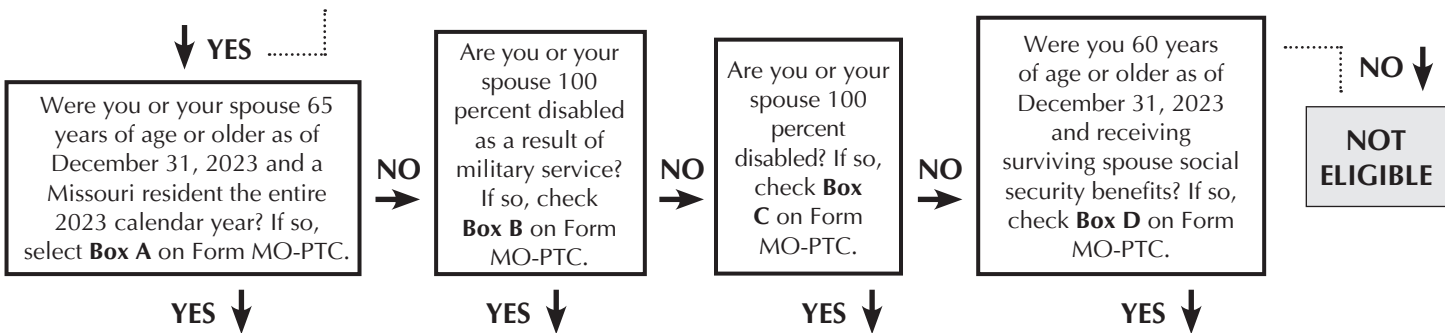 YES
Were you or your spouse 65
years of age or older as of
December 31, 2023 and a
Missouri resident the entire
2023 calendar year? If so,
select Box A on Form MO-PTC.
NO
Are you or your
spouse 100
percent disabled
as a result of
military service?
If so, check
Box B on Form
MO-PTC.
NO
Are you or your
spouse 100
percent
disabled? If so,
check Box
C on Form
MO-PTC.
NO
Were you 60 years
of age or older as of
December 31, 2023
and receiving
surviving spouse social
security benefits? If so,
check Box D on Form
MO-PTC.
NO
NOT
ELIGIBLE
YES
YES
YES
YES